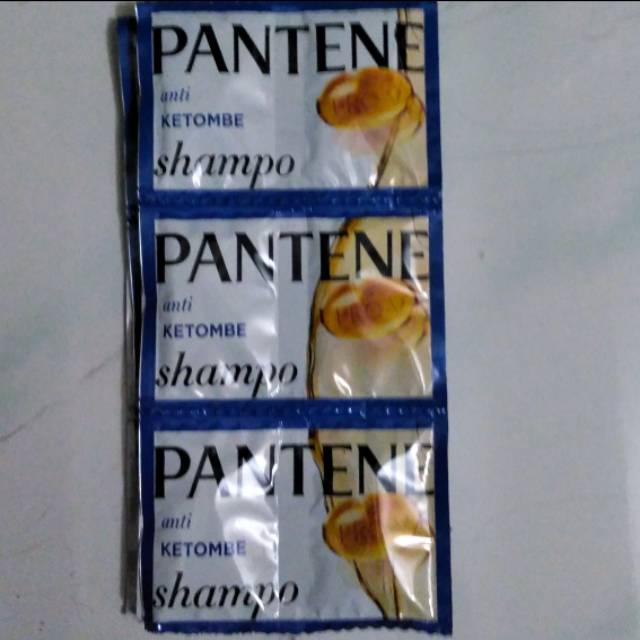 PANTENE
anti
KETOMBE
shampo
PANTENE
anti
KETOMBE
shampo
PANTENE
anti
KETOMBE
shampo